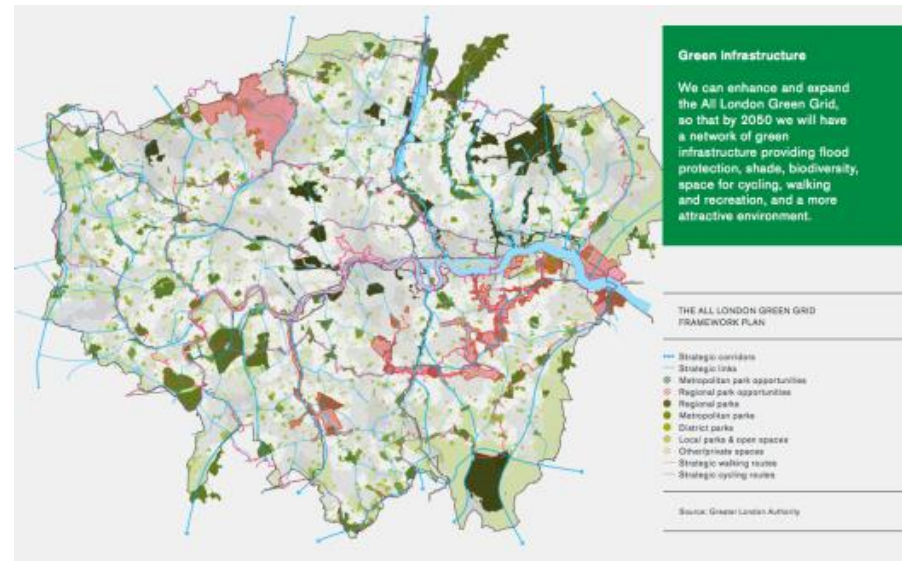 Green Infrastructure
We can enhance and expand
the All London Green Grid,
so that by 2050 we will have
a network of green
infrastructure providing flood
protection, shade, biodiversity,
space for cycling, walking
and recreation, and a more
attractive environment.
THE ALL LONDON GREEN GRID
FRAMEWORK PLAN
Strategic corridors
Strategic links
Metropolitan park opportunities
Regional park opportunities
Regional parks
Metropolitan parks
District parks
Local parks & open spaces
Other/private spaces
Strategic walking routes
Strategic cycling routes
Source: Greater London Authority